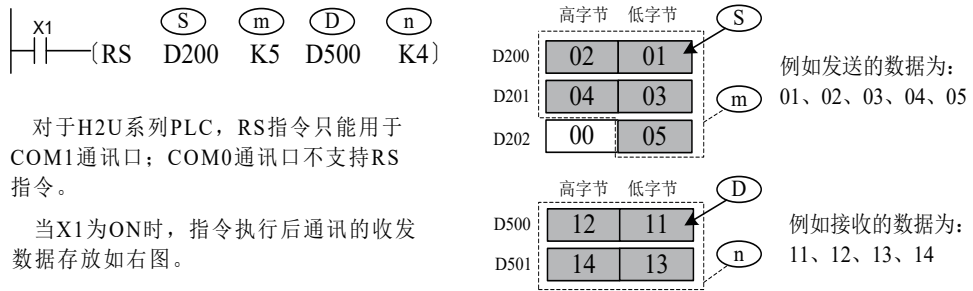 X1 S m D n
(RS D200 K5 D500 K4)
对于H2U系列PLC，RS指令只能用于
COM1通讯口；COM0通讯口不支持RS
指令。
当X1为ON时，指令执行后通讯的收发
数据存放如右图。
高字节 低字节 S
D200 02 01
D201 04 03 m
D202 00 05
例如发送的数据为：
01、02、03、04、05
高字节 低字节 D
D500 12 11
D501 14 13 n
例如接收的数据为：
11、12、13、14